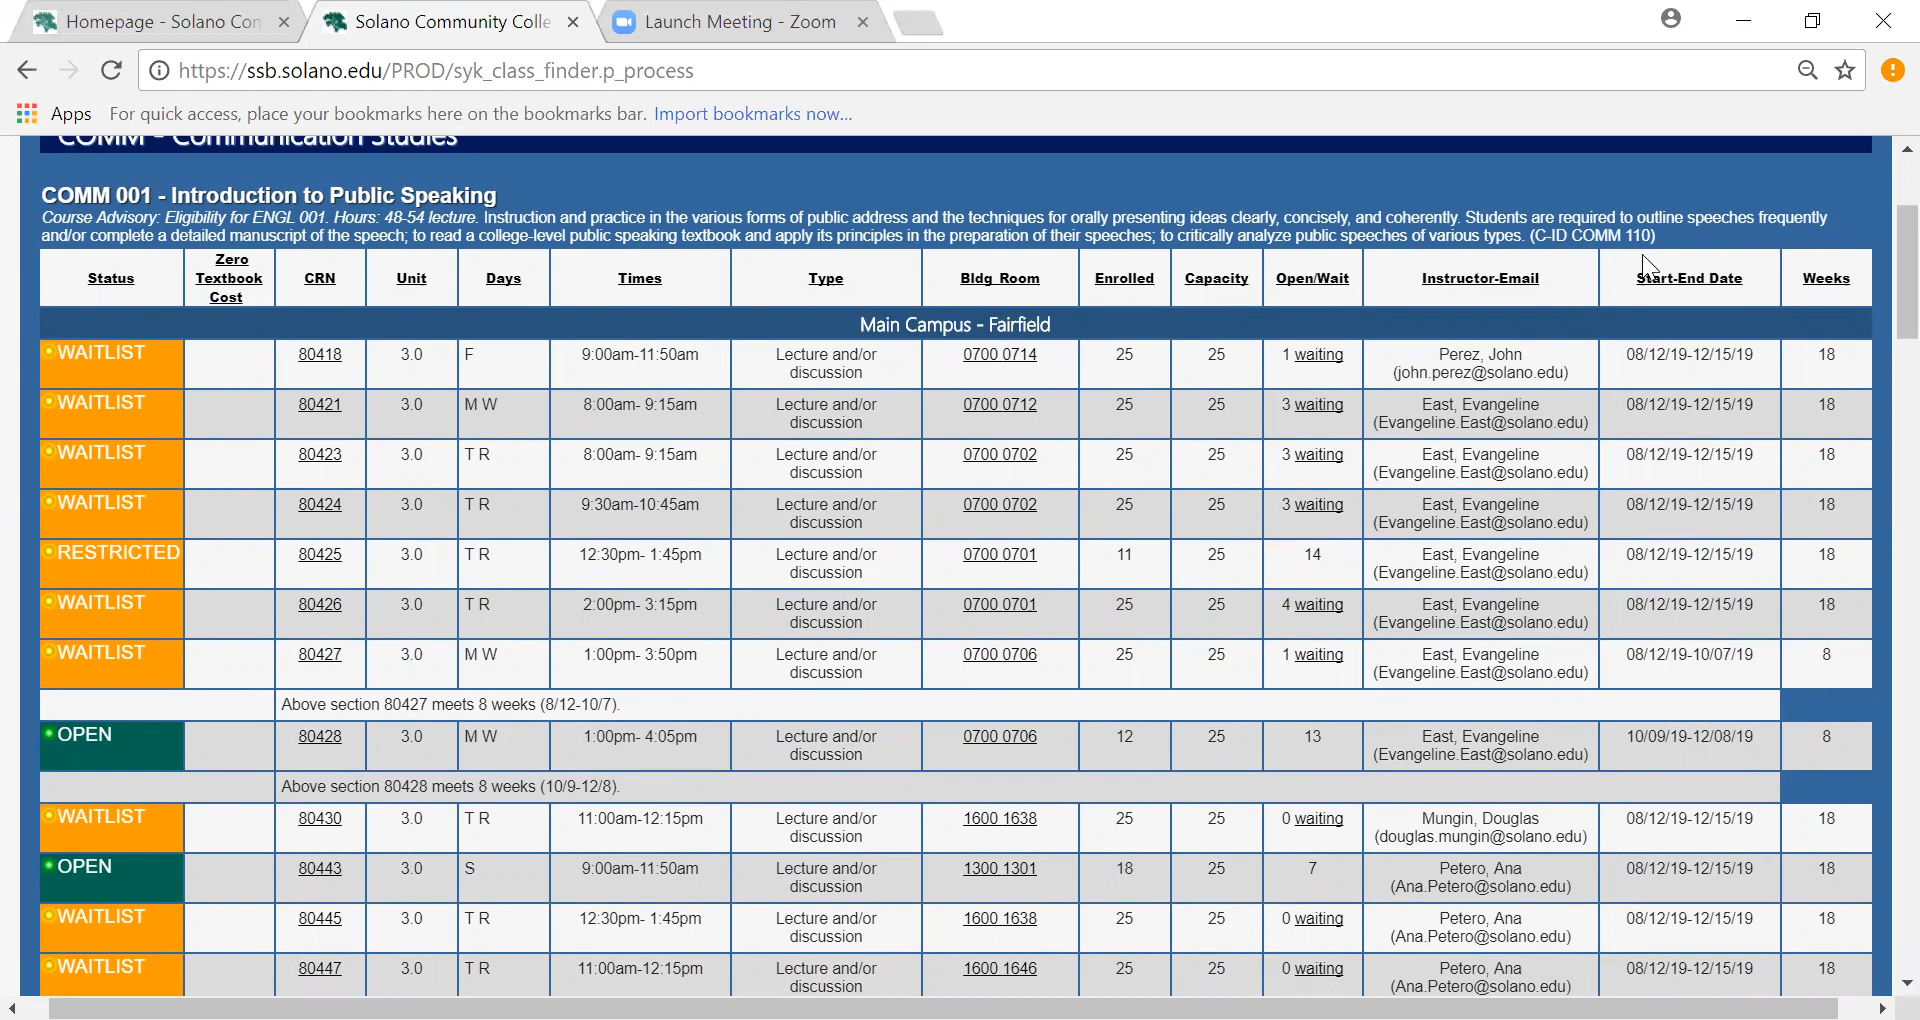 Homepage - Solano Con
Solano Community Colle
Launch Meeting - Zoom
https://ssb.solano.edu/PROD/syk_class_finder.p_process
Apps For quick access, place your bookmarks here on the bookmarks bar. Import bookmarks now...
COMM - Communication Studies
COMM 001 - Introduction to Public Speaking
Course Advisory: Eligibility for ENGL 001. Hours: 48-54 lecture. Instruction and practice in the various forms of public address and the techniques for orally presenting ideas clearly, concisely, and coherently. Students are required to outline speeches frequently
and/or complete a detailed manuscript of the speech; to read a college-level public speaking textbook and apply its principles in the preparation of their speeches; to critically analyze public speeches of various types. (C-ID COMM 110)
Status Zero Textbook Cost CRN Unit Days Times Type Bldg Room Enrolled Capacity Open/Wait Instructor-Email Start-End Date Weeks
Main Campus - Fairfield
WAITLIST 80418 3.0 F 9:00am-11:50am Lecture and/or discussion 0700 0714 25 25 1 waiting Perez, John (john.perez@solano.edu) 08/12/19-12/15/19 18
WAITLIST 80421 3.0 M W 8:00am- 9:15am Lecture and/or discussion 0700 0712 25 25 3 waiting East, Evangeline (Evangeline.East@solano.edu) 08/12/19-12/15/19 18
WAITLIST 80423 3.0 T R 8:00am- 9:15am Lecture and/or discussion 0700 0702 25 25 3 waiting East, Evangeline (Evangeline.East@solano.edu) 08/12/19-12/15/19 18
WAITLIST 80424 3.0 T R 9:30am-10:45am Lecture and/or discussion 0700 0702 25 25 3 waiting East, Evangeline (Evangeline.East@solano.edu) 08/12/19-12/15/19 18
RESTRICTED 80425 3.0 T R 12:30pm- 1:45pm Lecture and/or discussion 0700 0701 11 25 14 East, Evangeline (Evangeline.East@solano.edu) 08/12/19-12/15/19 18
WAITLIST 80426 3.0 T R 2:00pm- 3:15pm Lecture and/or discussion 0700 0701 25 25 4 waiting East, Evangeline (Evangeline.East@solano.edu) 08/12/19-12/15/19 18
WAITLIST 80427 3.0 M W 1:00pm- 3:50pm Lecture and/or discussion 0700 0706 25 25 1 waiting East, Evangeline (Evangeline.East@solano.edu) 08/12/19-10/07/19 8
Above section 80427 meets 8 weeks (8/12-10/7).
OPEN 80428 3.0 M W 1:00pm- 4:05pm Lecture and/or discussion 0700 0706 12 25 13 East, Evangeline (Evangeline.East@solano.edu) 10/09/19-12/08/19 8
Above section 80428 meets 8 weeks (10/9-12/8).
WAITLIST 80430 3.0 T R 11:00am-12:15pm Lecture and/or discussion 1600 1638 25 25 0 waiting Mungin, Douglas (douglas.mungin@solano.edu) 08/12/19-12/15/19 18
OPEN 80443 3.0 S 9:00am-11:50am Lecture and/or discussion 1300 1301 18 25 7 Petero, Ana (Ana.Petero@solano.edu) 08/12/19-12/15/19 18
WAITLIST 80445 3.0 T R 12:30pm- 1:45pm Lecture and/or discussion 1600 1638 25 25 0 waiting Petero, Ana (Ana.Petero@solano.edu) 08/12/19-12/15/19 18
WAITLIST 80447 3.0 T R 11:00am-12:15pm Lecture and/or discussion 1600 1646 25 25 0 waiting Petero, Ana (Ana.Petero@solano.edu) 08/12/19-12/15/19 18